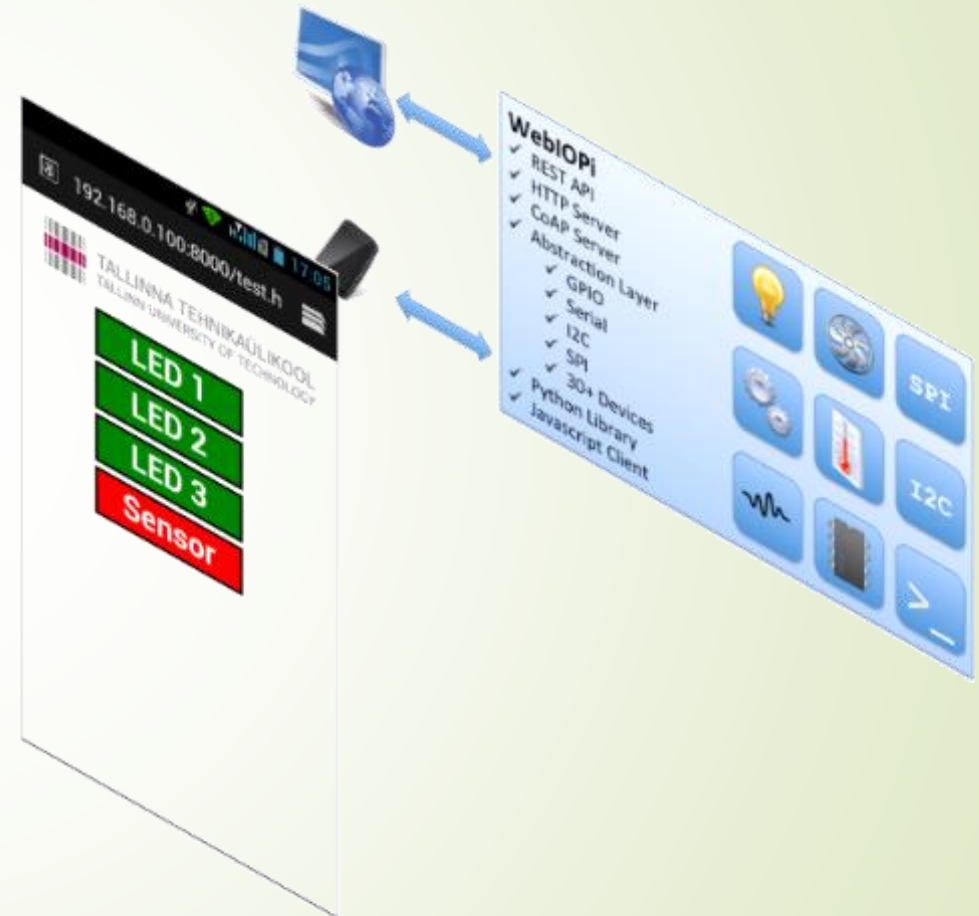 17:05
192.168.0.100:8000/test.h
TALLINNA TEHNIKAÜLIKOOL
TALLINN UNIVERSITY OF TECHNOLOGY
LED 1
LED 2
LED 3
Sensor
WebIOPi
✓ REST API
✓ HTTP Server
✓ CoAP Server
✓ Abstraction Layer
✓ GPIO
✓ Serial
✓ I2C
✓ SPI
✓ 30+ Devices
✓ Python Library
✓ Javascript Client
SPI
I2C
>_